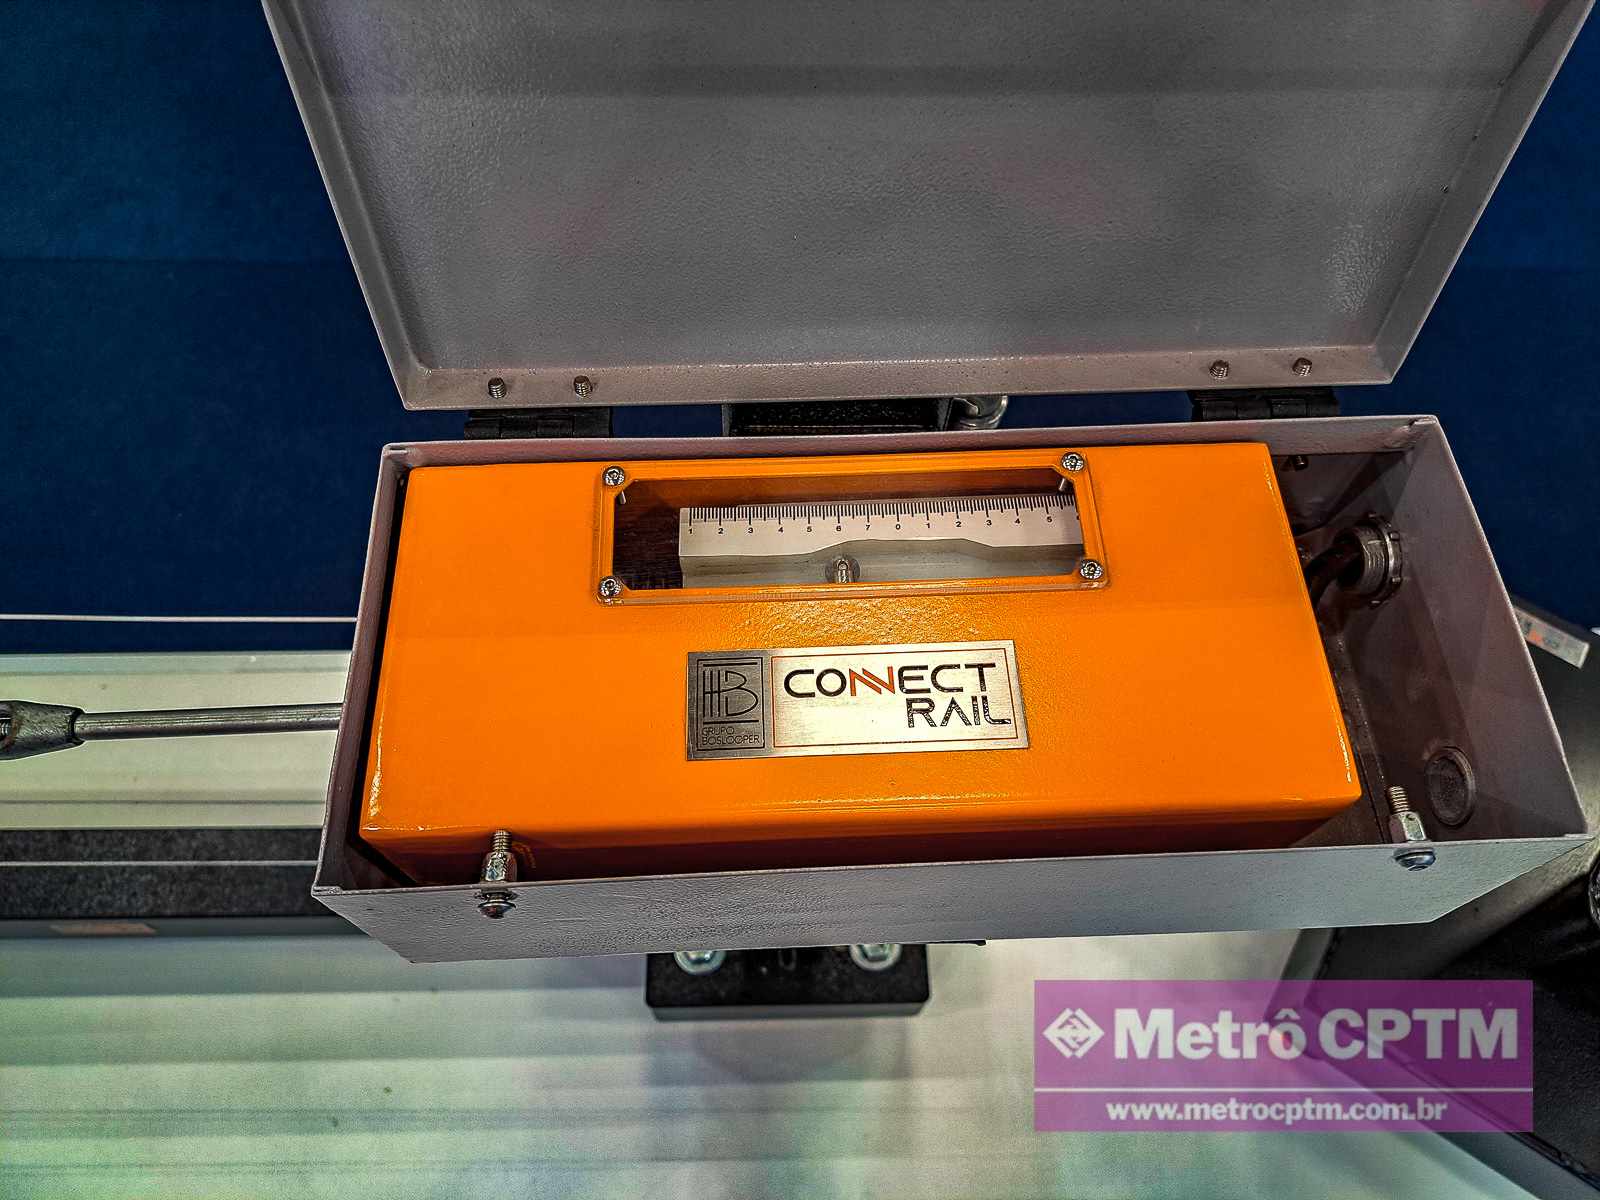 1 2 3 4 5 6 7 0 1 2 3 4 5
CONNECT
RAIL
HB
GRUPO
BOSLOOPER
Metrô CPTM
www.metrocptm.com.br